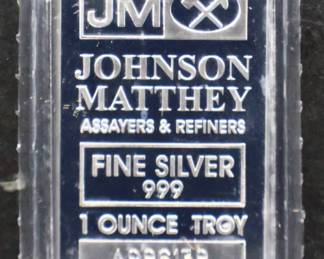 JM
JOHNSON
MATTHEY
ASSAYERS & REFINERS
FINE SILVER
999
1 OUNCE TROY